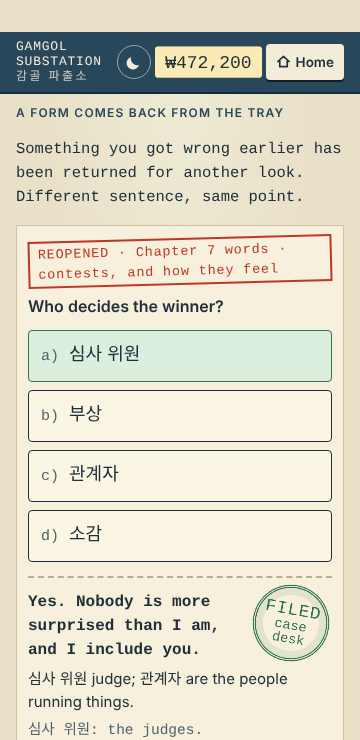 GAMGOL
SUBSTATION
감골 파출소
₩472,200
Home
A FORM COMES BACK FROM THE TRAY
Something you got wrong earlier has
been returned for another look.
Different sentence, same point.
REOPENED · Chapter 7 words ·
contests, and how they feel
Who decides the winner?
a) 심사 위원
b) 부상
c) 관계자
d) 소감
Yes. Nobody is more
surprised than I am,
and I include you.
FILED
case
desk
심사 위원 judge; 관계자 are the people
running things.
심사 위원: the judges.